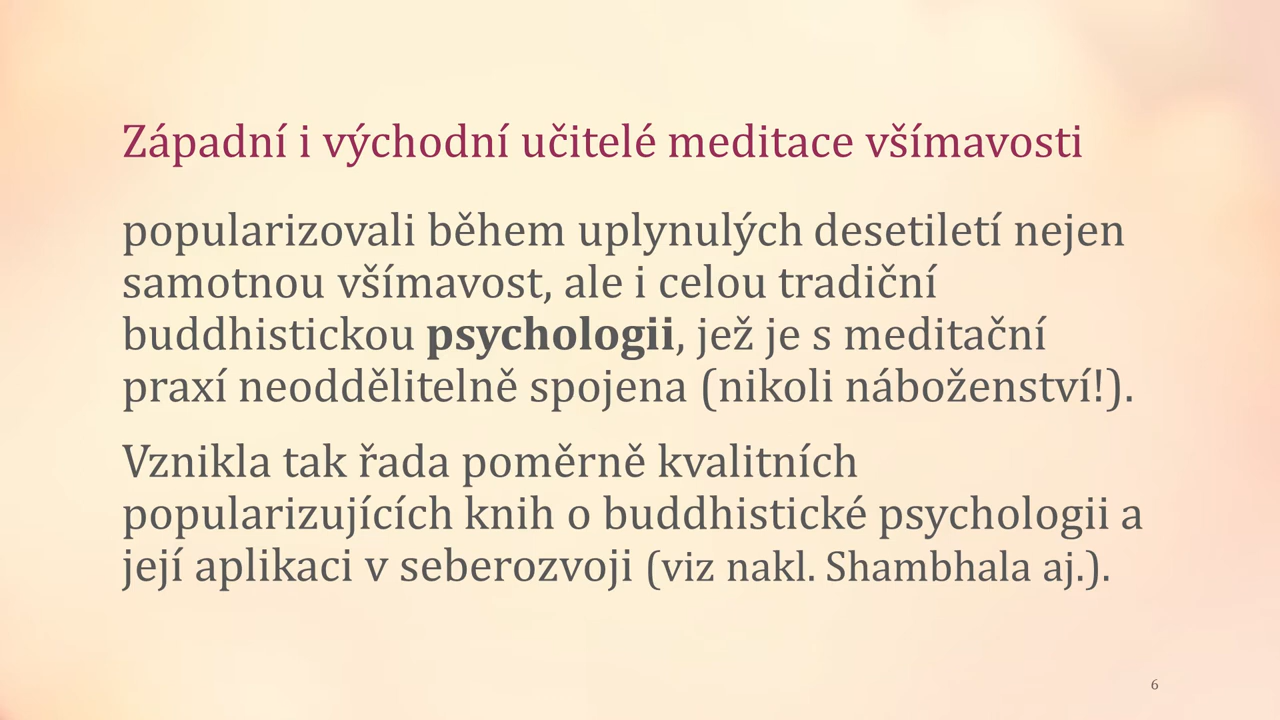 Západní i východní učitelé meditace všímavosti
popularizovali během uplynulých desetiletí nejen
samotnou všímavost, ale i celou tradiční
buddhistickou psychologii, jež je s meditační
praxí neoddělitelně spojena (nikoli náboženství!).
Vznikla tak řada poměrně kvalitních
popularizujících knih o buddhistické psychologii a
její aplikaci v seberozvoji (viz nakl. Shambhala aj.).
6